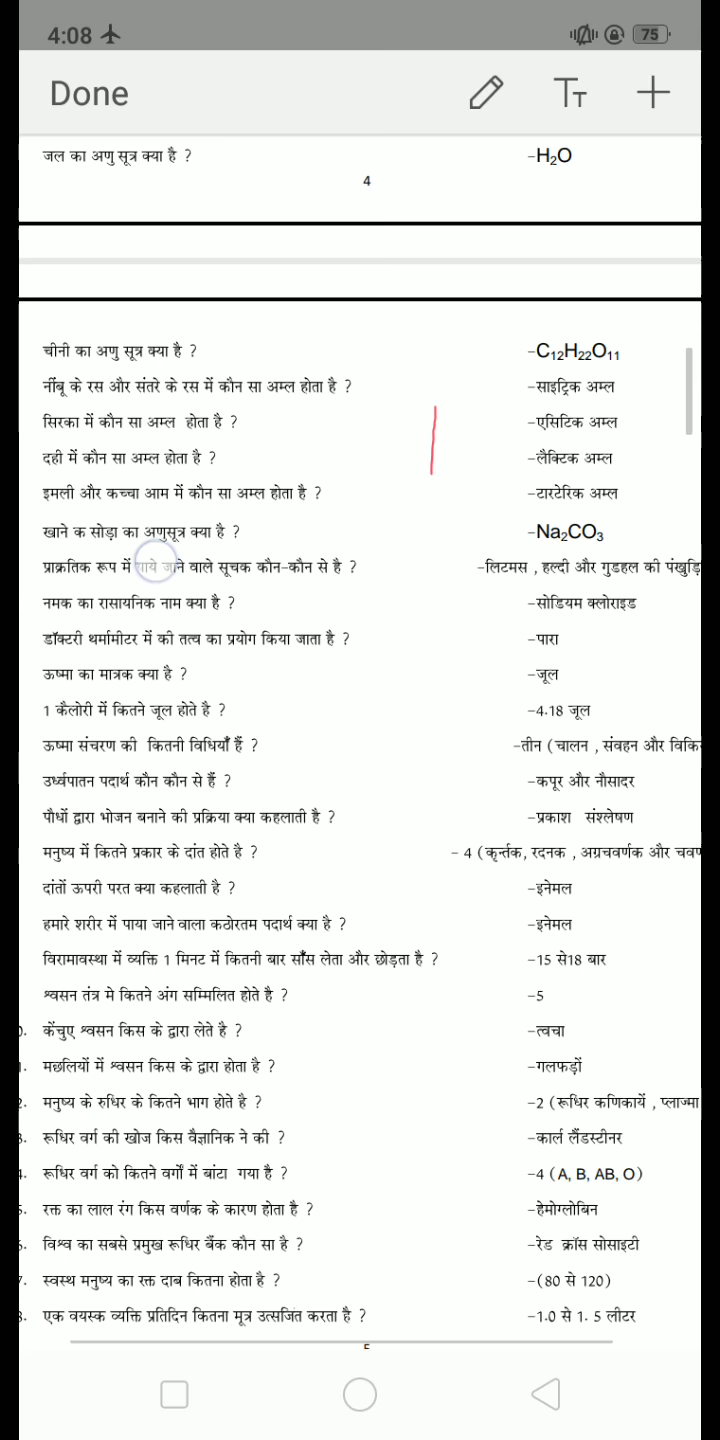 4:08 75
Done
जल का अणु सूत्र क्या है ? -H₂O
4
चीनी का अणु सूत्र क्या है ? -C₁₂H₂₂O₁₁
नींबू के रस और संतरे के रस में कौन सा अम्ल होता है ? -साइट्रिक अम्ल
सिरका में कौन सा अम्ल होता है ? -एसिटिक अम्ल
दही में कौन सा अम्ल होता है ? -लैक्टिक अम्ल
इमली और कच्चा आम में कौन सा अम्ल होता है ? -टारटेरिक अम्ल
खाने क सोड़ा का अणुसूत्र क्या है ? -Na₂CO₃
प्राक्रतिक रूप में पाये जाने वाले सूचक कौन-कौन से है ? -लिटमस , हल्दी और गुडहल की पंखुड़ि
नमक का रासायनिक नाम क्या है ? -सोडियम क्लोराइड
डॉक्टरी थर्मामीटर में की तत्व का प्रयोग किया जाता है ? -पारा
ऊष्मा का मात्रक क्या है ? -जूल
1 कैलोरी में कितने जूल होते है ? -4.18 जूल
ऊष्मा संचरण की कितनी विधियाँ हैं ? -तीन (चालन , संवहन और विकि
उर्ध्वपातन पदार्थ कौन कौन से हैं ? -कपूर और नौसादर
पौधों द्वारा भोजन बनाने की प्रक्रिया क्या कहलाती है ? -प्रकाश संश्लेषण
मनुष्य में कितने प्रकार के दांत होते है ? - 4 (कृर्न्तक, रदनक , अग्रचवर्णक और चवण
दांतों ऊपरी परत क्या कहलाती है ? -इनेमल
हमारे शरीर में पाया जाने वाला कठोरतम पदार्थ क्या है ? -इनेमल
विरामावस्था में व्यक्ति 1 मिनट में कितनी बार साँस लेता और छोड़ता है ? -15 से18 बार
श्वसन तंत्र मे कितने अंग सम्मिलित होते है ? -5
केंचुए श्वसन किस के द्वारा लेते है ? -त्वचा
मछलियों में श्वसन किस के द्वारा होता है ? -गलफड़ों
मनुष्य के रुधिर के कितने भाग होते है ? -2 (रूधिर कणिकायें , प्लाज्मा
रूधिर वर्ग की खोज किस वैज्ञानिक ने की ? -कार्ल लैंडस्टीनर
रूधिर वर्ग को कितने वर्गों में बांटा गया है ? -4 (A, B, AB, O)
रक्त का लाल रंग किस वर्णक के कारण होता है ? -हेमोग्लोबिन
विश्व का सबसे प्रमुख रूधिर बैंक कौन सा है ? -रेड क्रॉस सोसाइटी
स्वस्थ मनुष्य का रक्त दाब कितना होता है ? -(80 से 120)
एक वयस्क व्यक्ति प्रतिदिन कितना मूत्र उत्सजित करता है ? -1.0 से 1. 5 लीटर